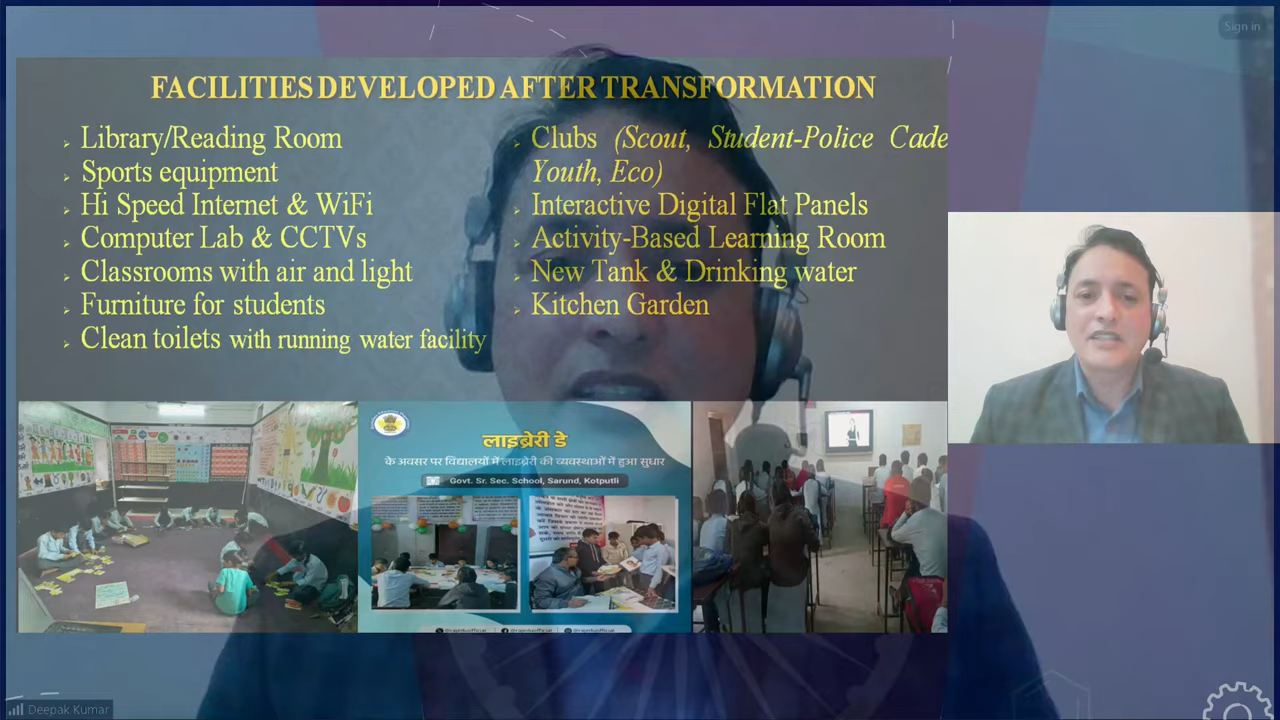 Sign in
FACILITIES DEVELOPED AFTER TRANSFORMATION
Library/Reading Room
Sports equipment
Hi Speed Internet & WiFi
Computer Lab & CCTVs
Classrooms with air and light
Furniture for students
Clean toilets with running water facility
Clubs (Scout, Student-Police Cade
Youth, Eco)
Interactive Digital Flat Panels
Activity-Based Learning Room
New Tank & Drinking water
Kitchen Garden
लाइब्रेरी डे
के अवसर पर विद्यालयों में लाइब्रेरी की व्यवस्थाओं में हुआ सुधार
Govt. Sr. Sec. School, Sarund, Kotputli
Deepak Kumar